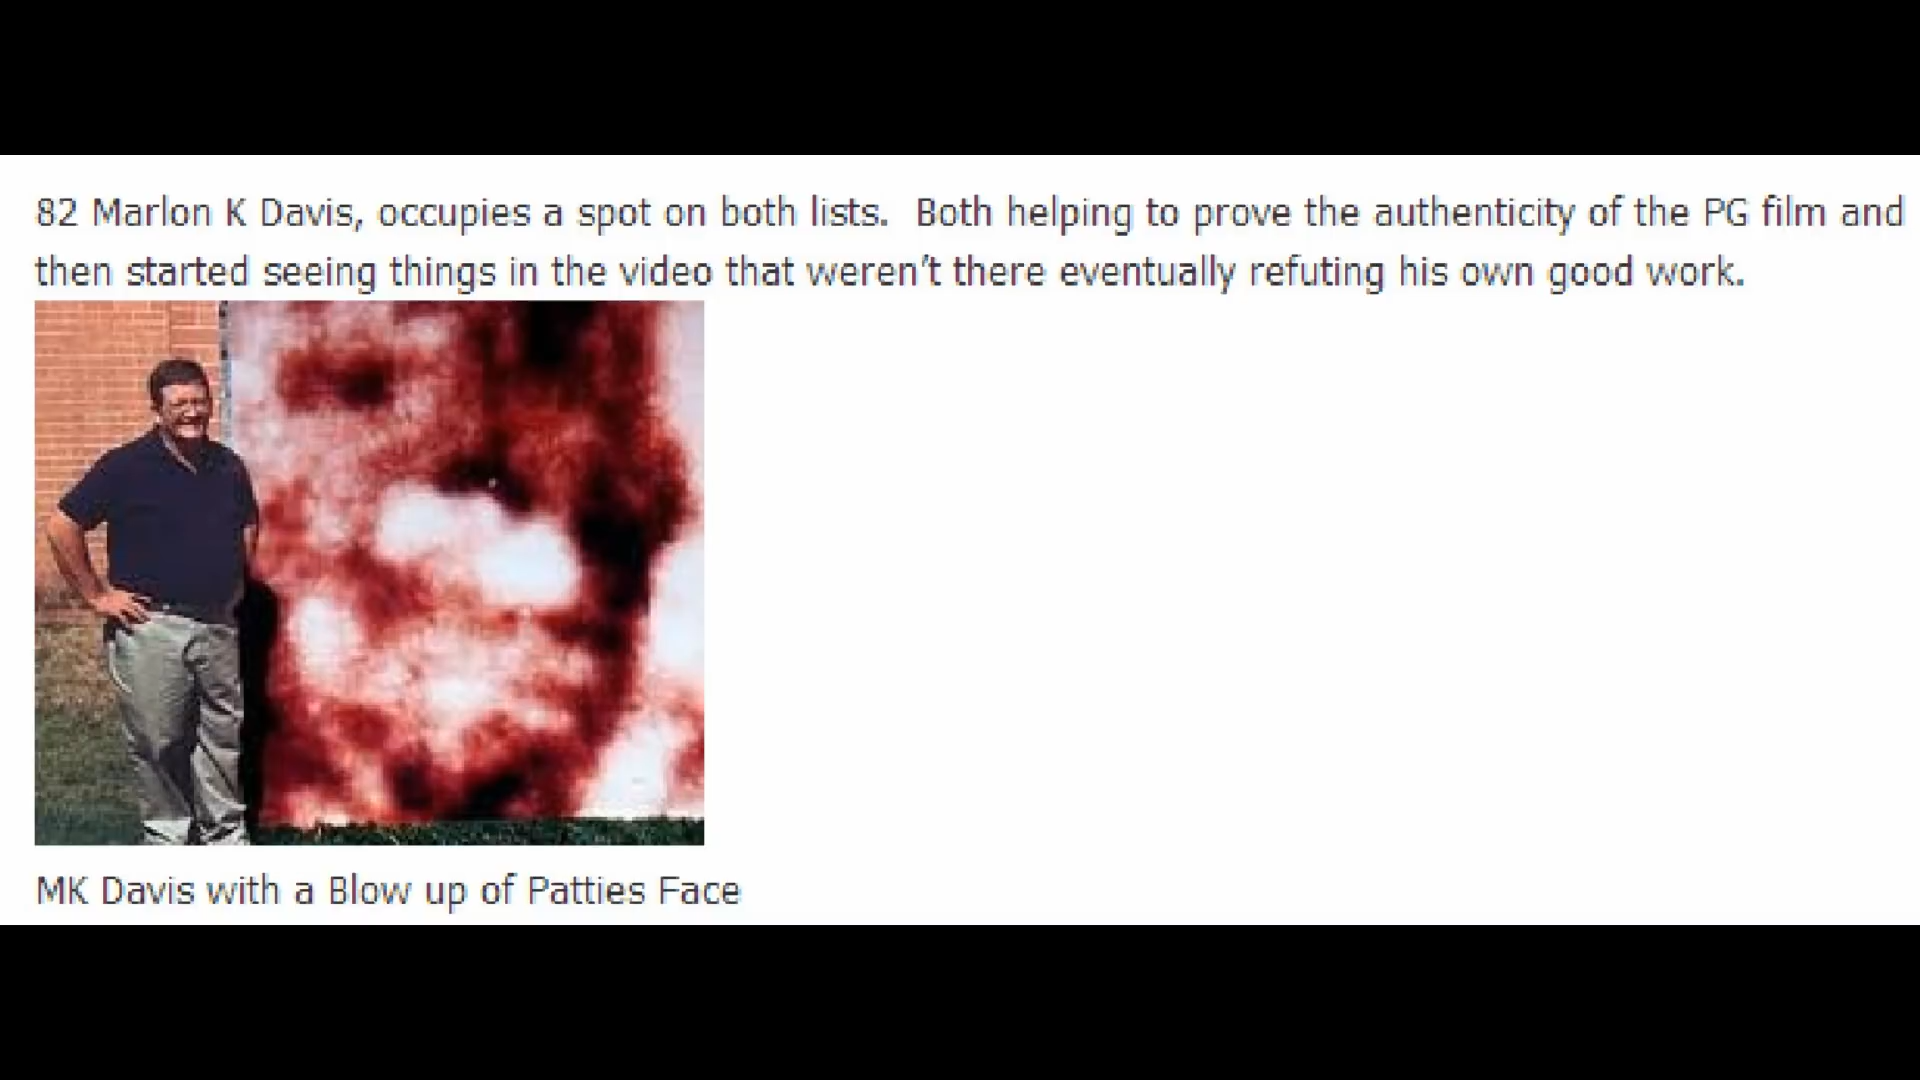 82 Marlon K Davis, occupies a spot on both lists.  Both helping to prove the authenticity of the PG film and
then started seeing things in the video that weren't there eventually refuting his own good work.
MK Davis with a Blow up of Patties Face